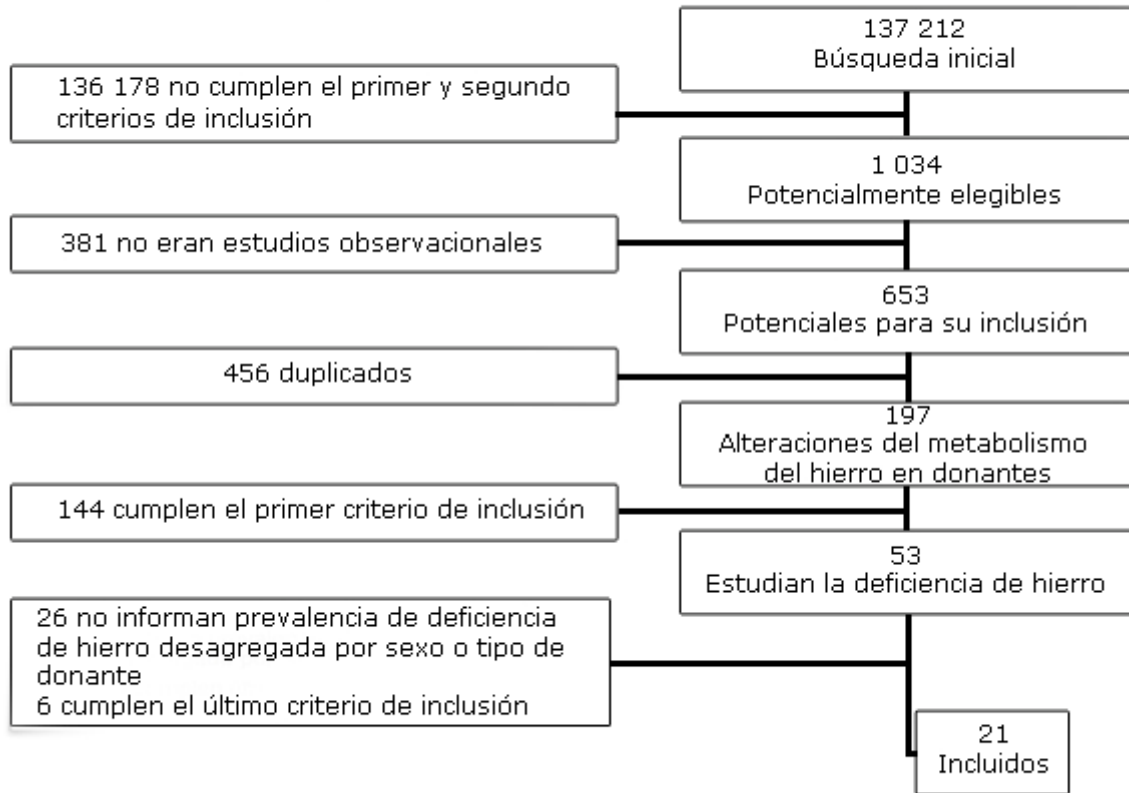 137 212
Búsqueda inicial
136 178 no cumplen el primer y segundo
criterios de inclusión
1 034
Potencialmente elegibles
381 no eran estudios observacionales
653
Potenciales para su inclusión
456 duplicados
197
Alteraciones del metabolismo
del hierro en donantes
144 cumplen el primer criterio de inclusión
53
Estudian la deficiencia de hierro
26 no informan prevalencia de deficiencia
de hierro desagregada por sexo o tipo de
donante
6 cumplen el último criterio de inclusión
21
Incluidos